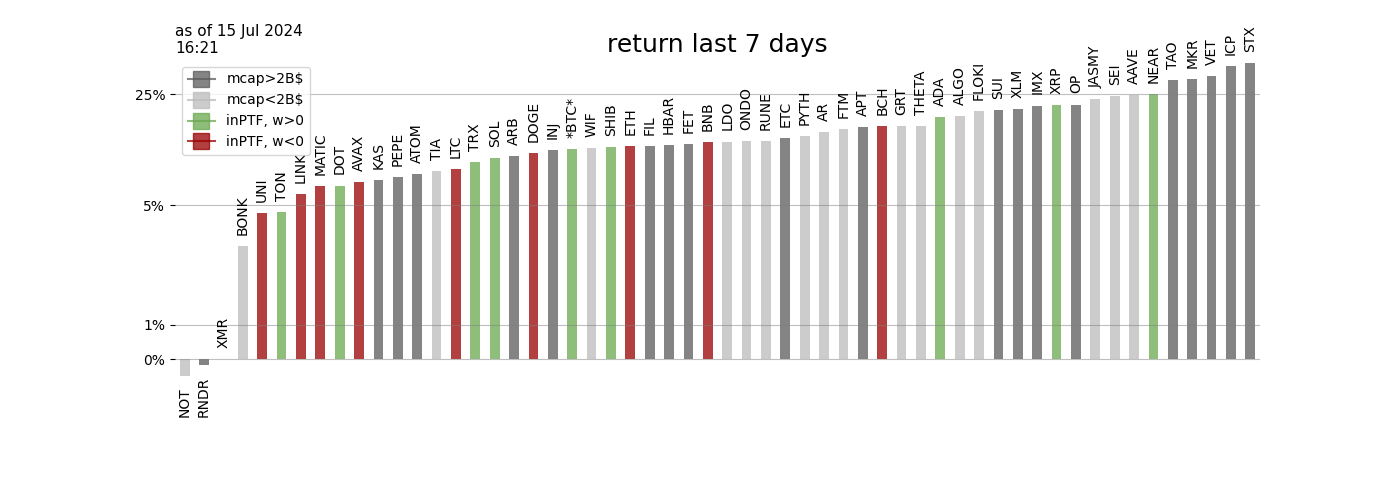 as of 15 Jul 2024
16:21
return last 7 days
mcap>2B$
mcap<2B$
inPTF, w>0
inPTF, w<0
25%
5%
1%
0%
NOT
RNDR
XMR
BONK
UNI
TON
LINK
MATIC
DOT
AVAX
KAS
PEPE
ATOM
TIA
LTC
TRX
SOL
ARB
DOGE
INJ
*BTC*
WIF
SHIB
ETH
FIL
HBAR
FET
BNB
LDO
ONDO
RUNE
ETC
PYTH
AR
FTM
APT
BCH
GRT
THETA
ADA
ALGO
FLOKI
SUI
XLM
IMX
XRP
OP
JASMY
SEI
AAVE
NEAR
TAO
MKR
VET
ICP
STX